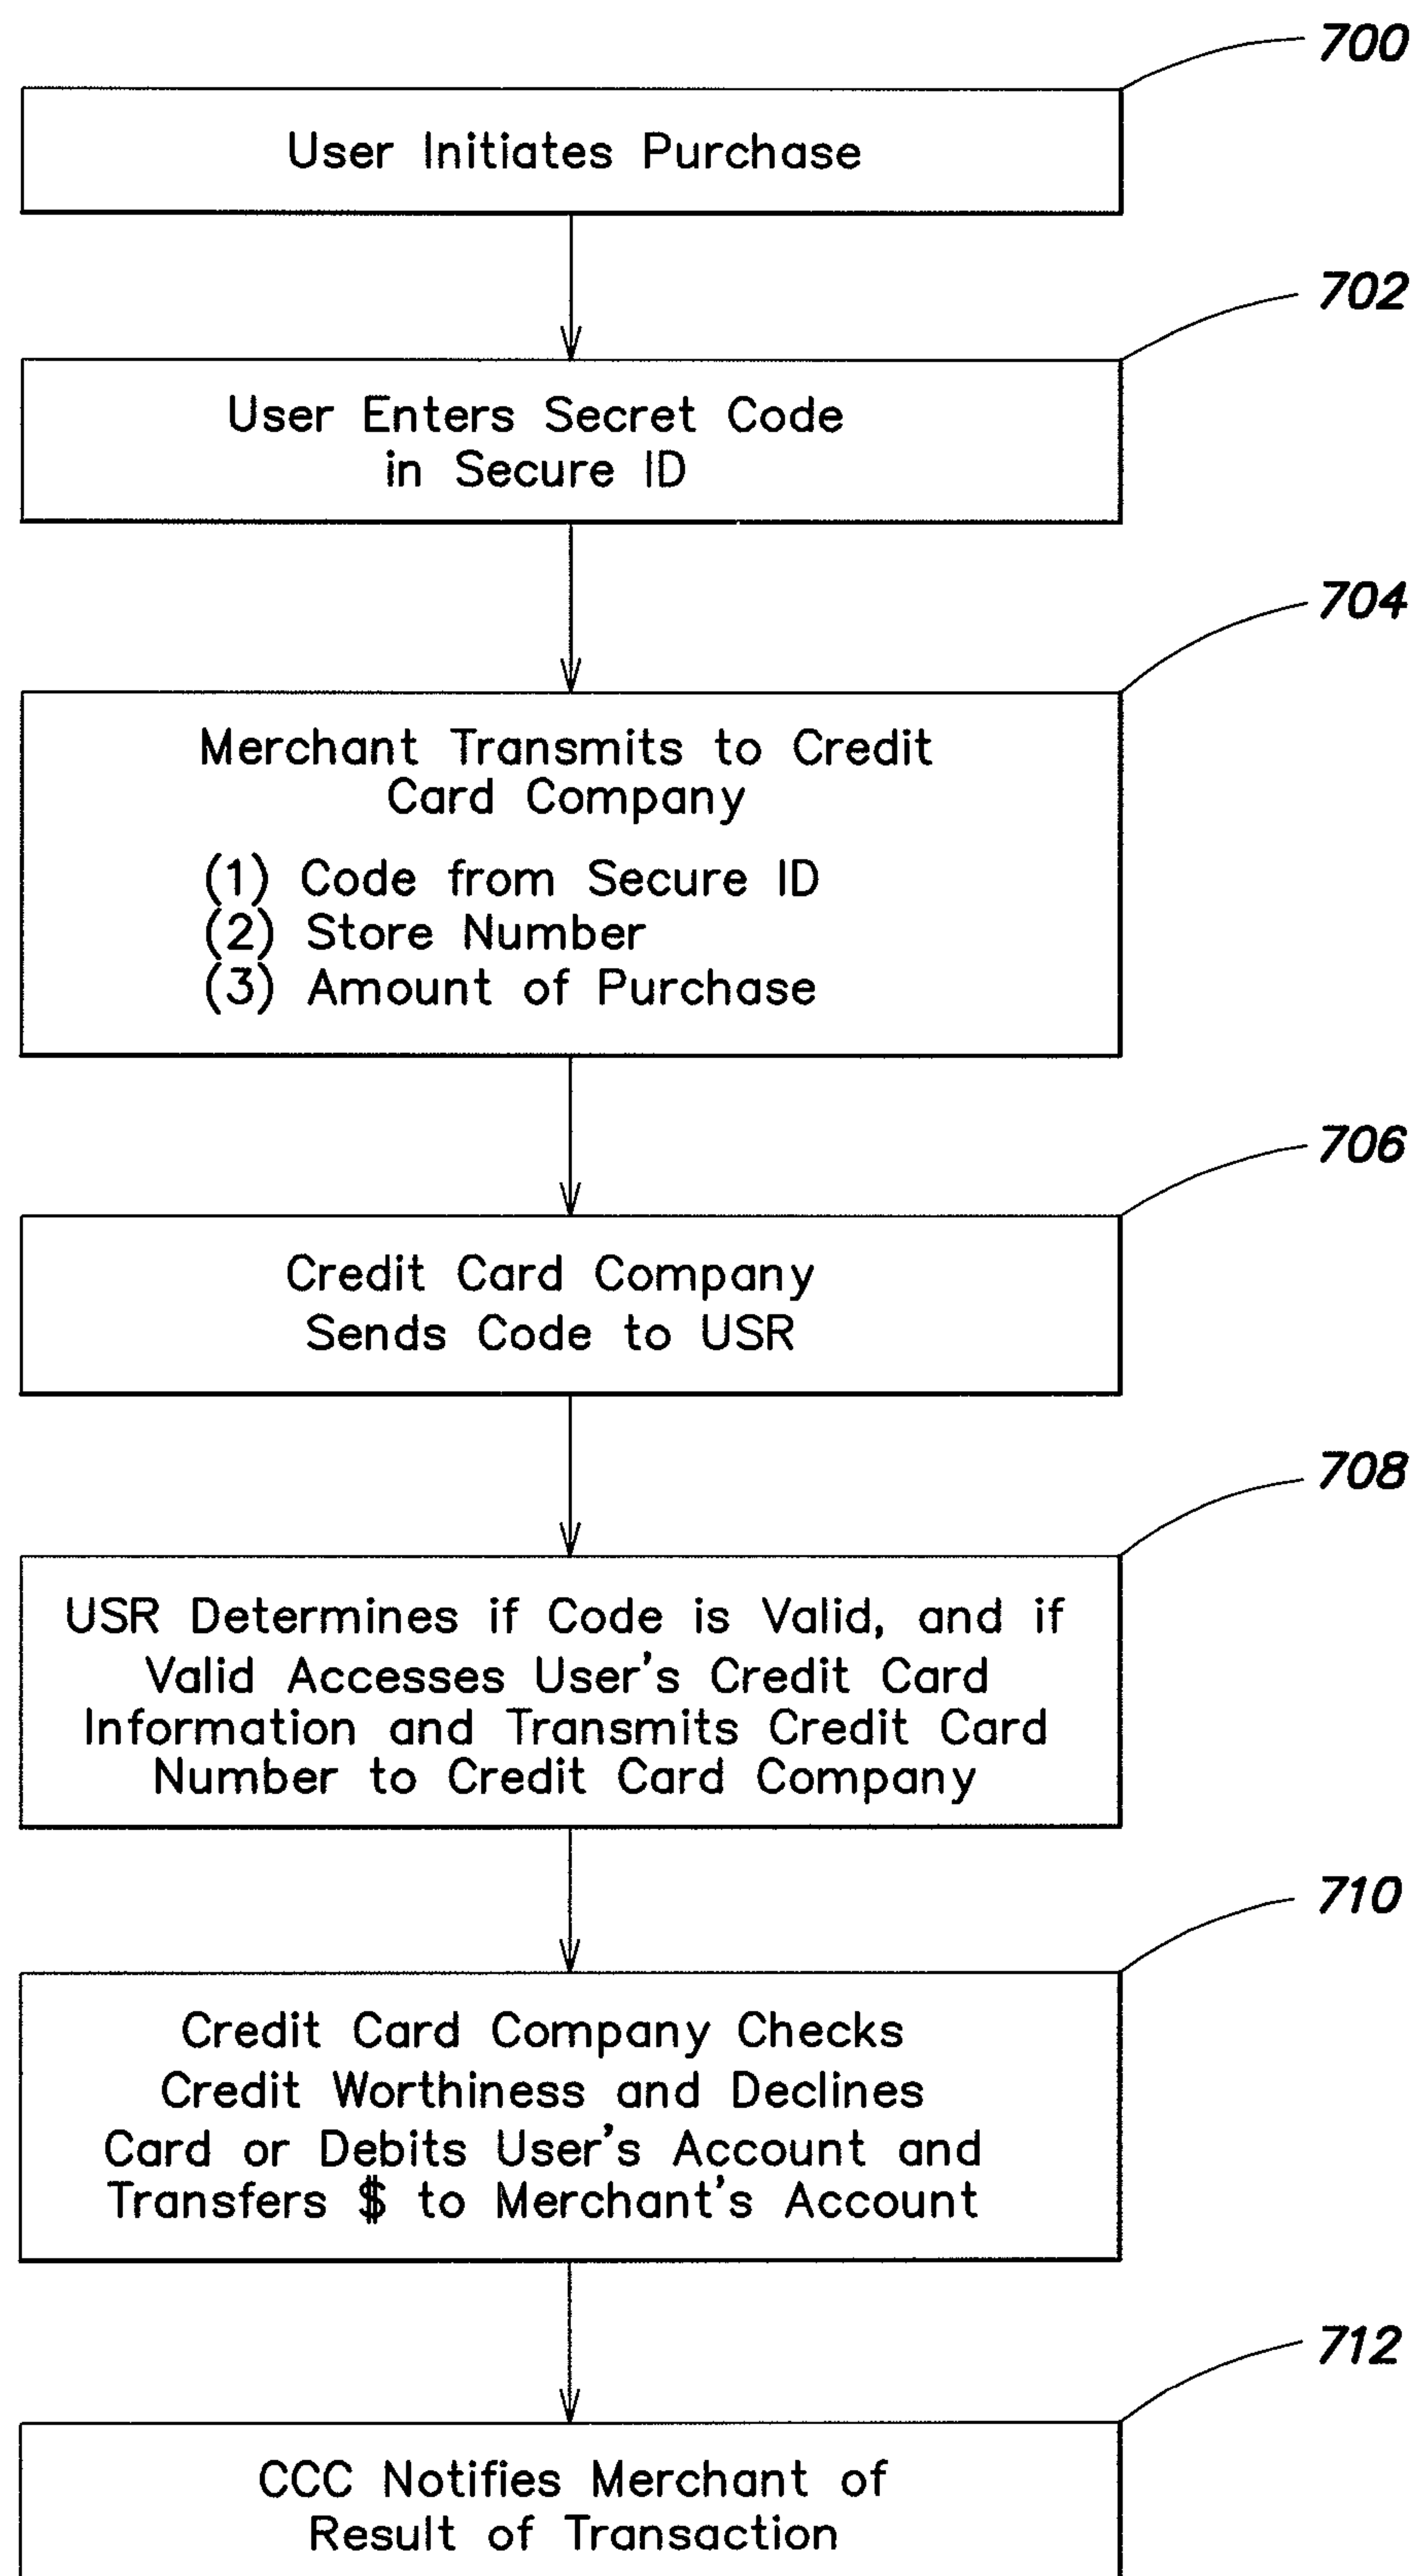 700
User Initiates Purchase
702
User Enters Secret Code
in Secure ID
704
Merchant Transmits to Credit
Card Company
(1) Code from Secure ID
(2) Store Number
(3) Amount of Purchase
706
Credit Card Company
Sends Code to USR
708
USR Determines if Code is Valid, and if
Valid Accesses User's Credit Card
Information and Transmits Credit Card
Number to Credit Card Company
710
Credit Card Company Checks
Credit Worthiness and Declines
Card or Debits User's Account and
Transfers $ to Merchant's Account
712
CCC Notifies Merchant of
Result of Transaction